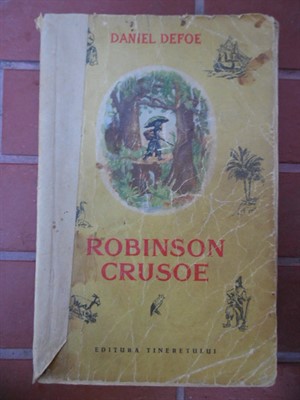 DANIEL DEFOE
ROBINSON
CRUSOE
EDITURA TINERETULUI